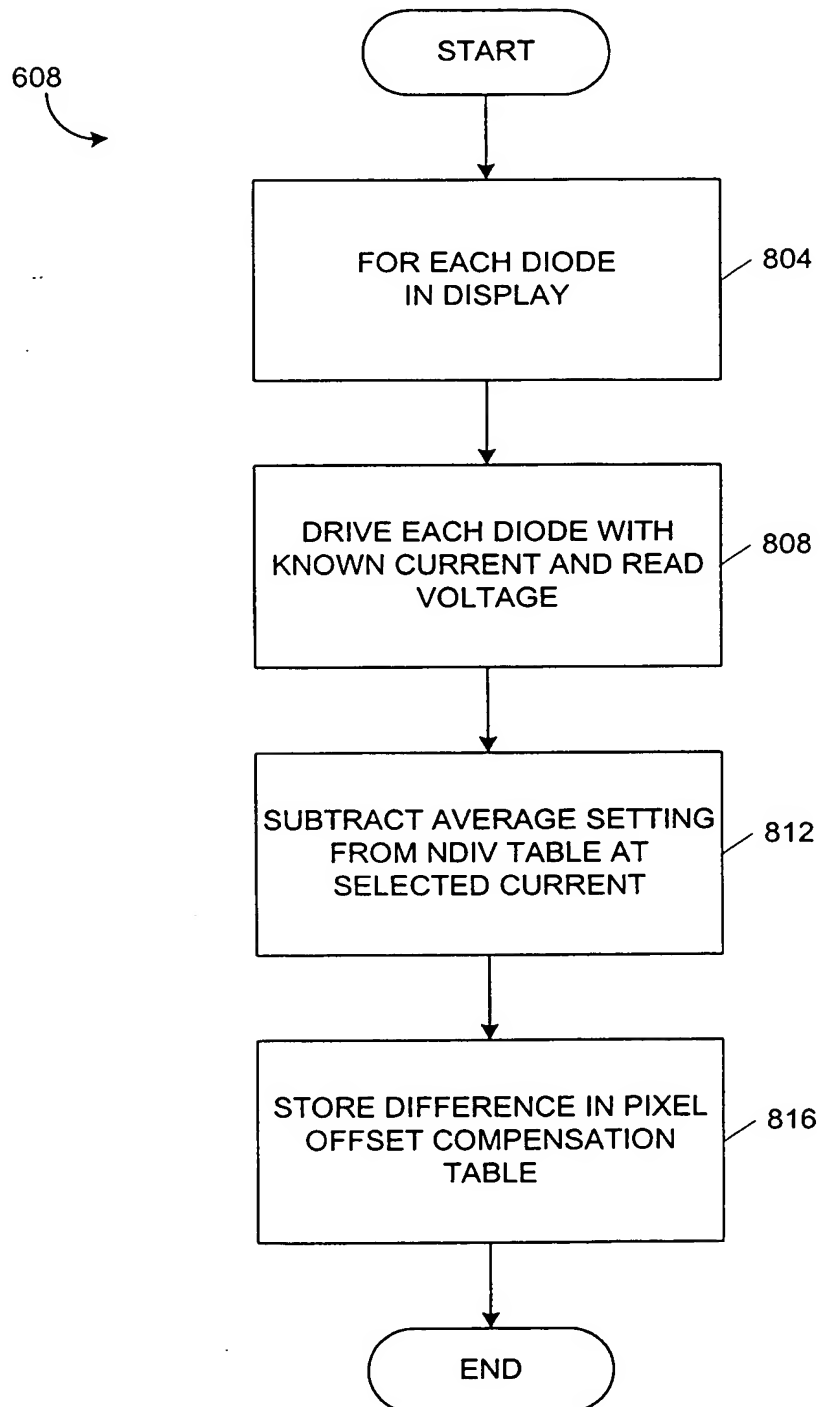 START
608
FOR EACH DIODE
IN DISPLAY
804
DRIVE EACH DIODE WITH
KNOWN CURRENT AND READ
VOLTAGE
808
SUBTRACT AVERAGE SETTING
FROM NDIV TABLE AT
SELECTED CURRENT
812
STORE DIFFERENCE IN PIXEL
OFFSET COMPENSATION
TABLE
816
END